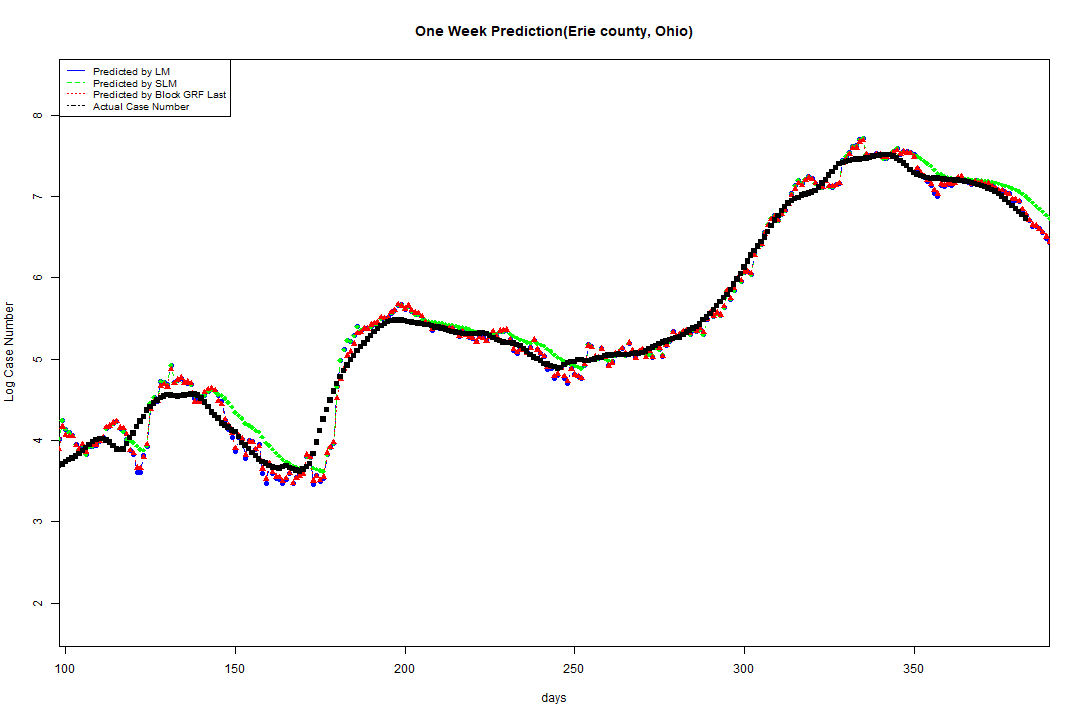 One Week Prediction(Erie county, Ohio)
Predicted by LM
Predicted by SLM
Predicted by Block GRF Last
Actual Case Number
8
7
6
5
4
3
2
Log Case Number
100 150 200 250 300 350
days